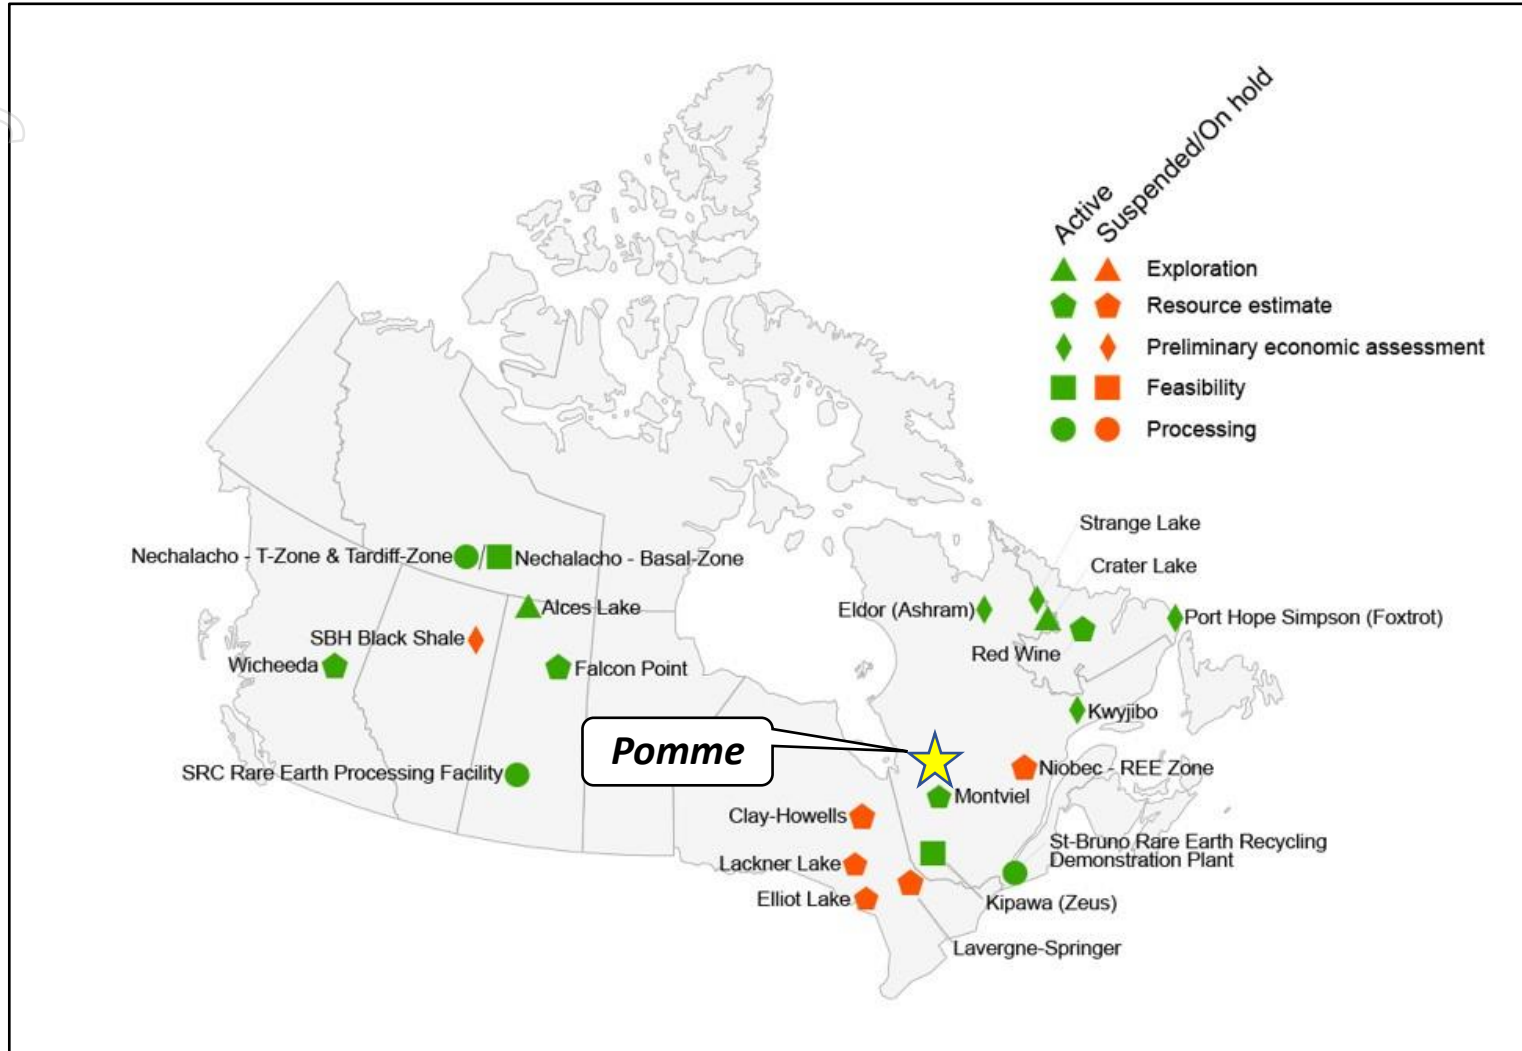 Active
Suspended/On hold
Exploration
Resource estimate
Preliminary economic assessment
Feasibility
Processing
Strange Lake
Crater Lake
Nechalacho - T-Zone & Tardiff-Zone
/
Nechalacho - Basal-Zone
Alces Lake
Eldor (Ashram)
Port Hope Simpson (Foxtrot)
SBH Black Shale
Red Wine
Wicheeda
Falcon Point
Kwyjibo
Pomme
SRC Rare Earth Processing Facility
Niobec - REE Zone
Montviel
Clay-Howells
St-Bruno Rare Earth Recycling
Demonstration Plant
Lackner Lake
Elliot Lake
Kipawa (Zeus)
Lavergne-Springer